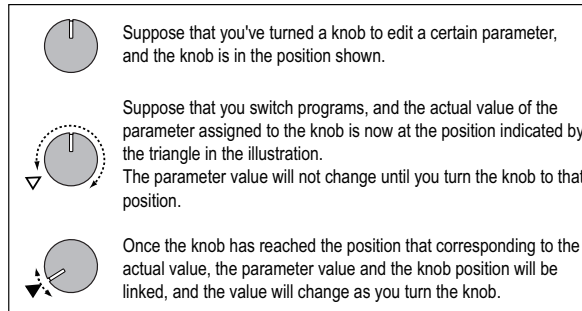 Suppose that you've turned a knob to edit a certain parameter,
and the knob is in the position shown.
Suppose that you switch programs, and the actual value of the
parameter assigned to the knob is now at the position indicated by
the triangle in the illustration.
The parameter value will not change until you turn the knob to that
position.
Once the knob has reached the position that corresponding to the
actual value, the parameter value and the knob position will be
linked, and the value will change as you turn the knob.